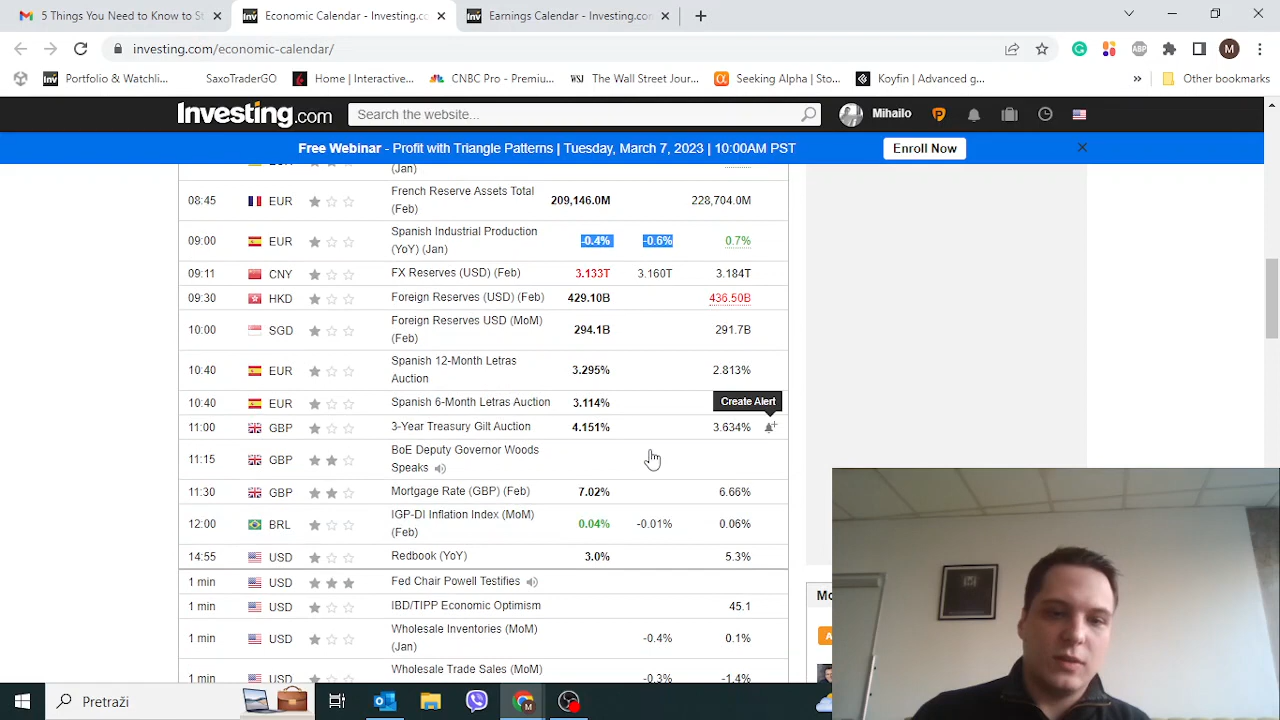 5 Things You Need to Know to St
Economic Calendar - Investing.co
Earnings Calendar - Investing.com
investing.com/economic-calendar/
ABP
M
Inv Portfolio & Watchli...
SaxoTraderGO
Home | Interactive...
CNBC Pro - Premiu...
WSJ The Wall Street Jour...
Seeking Alpha | Sto...
Koyfin | Advanced g...
»
Other bookmarks
Investing.com
Search the website...
Mihailo
P
Free Webinar - Profit with Triangle Patterns | Tuesday, March 7, 2023 | 10:00AM PST
Enroll Now
(Jan)
08:45 EUR French Reserve Assets Total 209,146.0M 228,704.0M
(Feb)
09:00 EUR Spanish Industrial Production -0.4% -0.6% 0.7%
(YoY) (Jan)
09:11 CNY FX Reserves (USD) (Feb) 3.133T 3.160T 3.184T
09:30 HKD Foreign Reserves (USD) (Feb) 429.10B 436.50B
10:00 SGD Foreign Reserves USD (MoM) 294.1B 291.7B
(Feb)
10:40 EUR Spanish 12-Month Letras 3.295% 2.813%
Auction
10:40 EUR Spanish 6-Month Letras Auction 3.114%
Create Alert
11:00 GBP 3-Year Treasury Gilt Auction 4.151% 3.634%
11:15 GBP BoE Deputy Governor Woods
Speaks
11:30 GBP Mortgage Rate (GBP) (Feb) 7.02% 6.66%
12:00 BRL IGP-DI Inflation Index (MoM) 0.04% -0.01% 0.06%
(Feb)
14:55 USD Redbook (YoY) 3.0% 5.3%
1 min USD Fed Chair Powell Testifies
1 min USD IBD/TIPP Economic Optimism 45.1
1 min USD Wholesale Inventories (MoM) -0.4% 0.1%
(Jan)
1 min USD Wholesale Trade Sales (MoM) -0.3% -1.4%
Pretraži